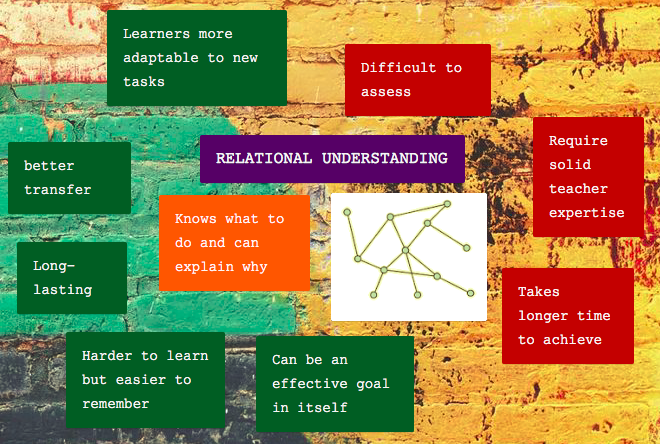 Learners more
adaptable to new
tasks
Difficult to
assess
Require
solid
teacher
expertise
better
transfer
RELATIONAL UNDERSTANDING
Knows what to
do and can
explain why
Long-
lasting
Takes
longer time
to achieve
Harder to learn
but easier to
remember
Can be an
effective goal
in itself